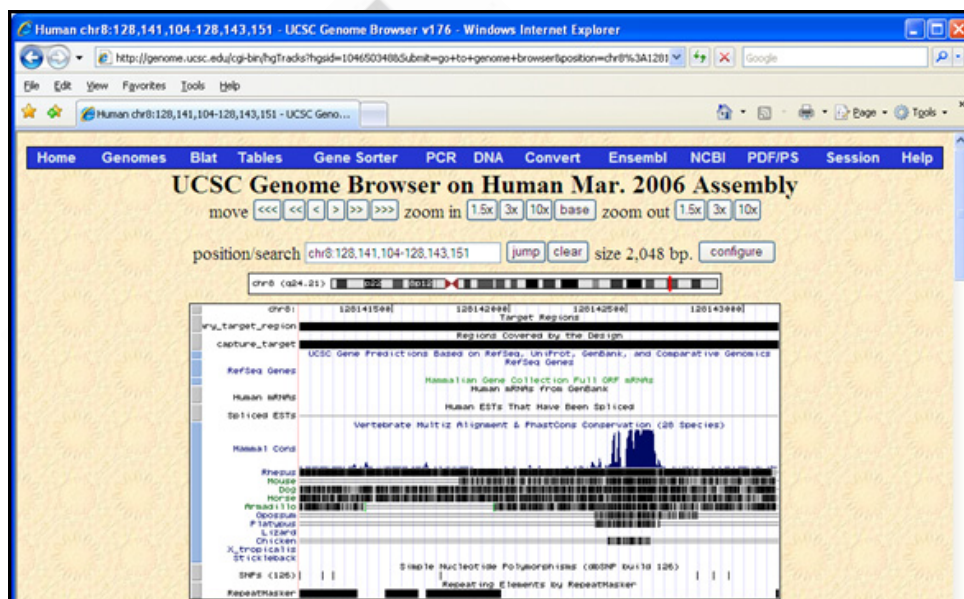 Human chr8:128,141,104-128,143,151 - UCSC Genome Browser v176 - Windows Internet Explorer
http://genome.ucsc.edu/cgi-bin/hgTracks?hgsid=104650348&Submit=go+to+genome+browser&position=chr8%3A1281
Google
File Edit View Favorites Tools Help
Human chr8:128,141,104-128,143,151 - UCSC Geno...
Page Tools
Home Genomes Blat Tables Gene Sorter PCR DNA Convert Ensembl NCBI PDF/PS Session Help
UCSC Genome Browser on Human Mar. 2006 Assembly
move <<< << < > >> >>> zoom in 1.5x 3x 10x base zoom out 1.5x 3x 10x
position/search chr8:128,141,104-128,143,151 jump clear size 2,048 bp. configure
chr8 (q24.21) p22 8p12
chr8: 128141500| 128142000| 128142500| 128143000|
Target Regions
ry_target_region
Regions Covered by the Design
capture_target
UCSC Gene Predictions Based on RefSeq, UniProt, GenBank, and Comparative Genomics
RefSeq Genes
RefSeq Genes
Mammalian Gene Collection Full ORF mRNAs
Human mRNAs from GenBank
Human mRNAs
Human ESTs That Have Been Spliced
Spliced ESTs
Vertebrate Multiz Alignment & PhastCons Conservation (28 Species)
Mammal Cons
Rhesus
Mouse
Dog
Horse
Armadillo
Opossum
Platypus
Lizard
Chicken
X_tropicalis
Stickleback
Simple Nucleotide Polymorphisms (dbSNP build 126)
SNPs (126)
Repeating Elements by RepeatMasker
RepeatMasker